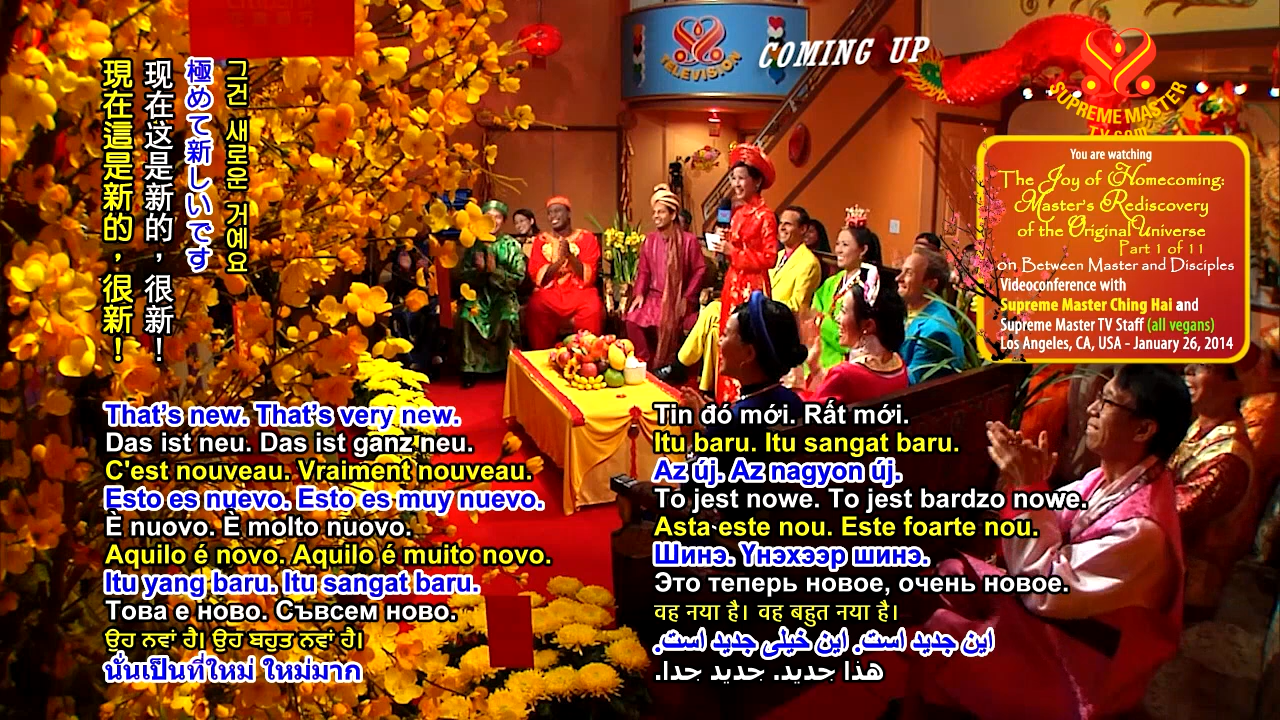 COMING UP
TELEVISION
SUPREME MASTER
TV.COM
You are watching
The Joy of Homecoming:
Master's Rediscovery
of the Original Universe
Part 1 of 11
on Between Master and Disciples
Videoconference with
Supreme Master Ching Hai and
Supreme Master TV Staff (all vegans)
Los Angeles, CA, USA – January 26, 2014
現在這是新的，很新！
现在这是新的，很新！
極めて新しいです
그건 새로운 거예요
That's new. That's very new.
Das ist neu. Das ist ganz neu.
C'est nouveau. Vraiment nouveau.
Esto es nuevo. Esto es muy nuevo.
È nuovo. È molto nuovo.
Aquilo é novo. Aquilo é muito novo.
Itu yang baru. Itu sangat baru.
Това е ново. Съвсем ново.
ਉਹ ਨਵਾਂ ਹੈ। ਉਹ ਬਹੁਤ ਨਵਾਂ ਹੈ।
นั่นเป็นที่ใหม่ ใหม่มาก
Tin đó mới. Rất mới.
Itu baru. Itu sangat baru.
Az új. Az nagyon új.
To jest nowe. To jest bardzo nowe.
Asta este nou. Este foarte nou.
Шинэ. Үнэхээр шинэ.
Это теперь новое, очень новое.
वह नया है। वह बहुत नया है।
این جدید است. این خیلی جدید است.
هذا جديد. جديد جدا.